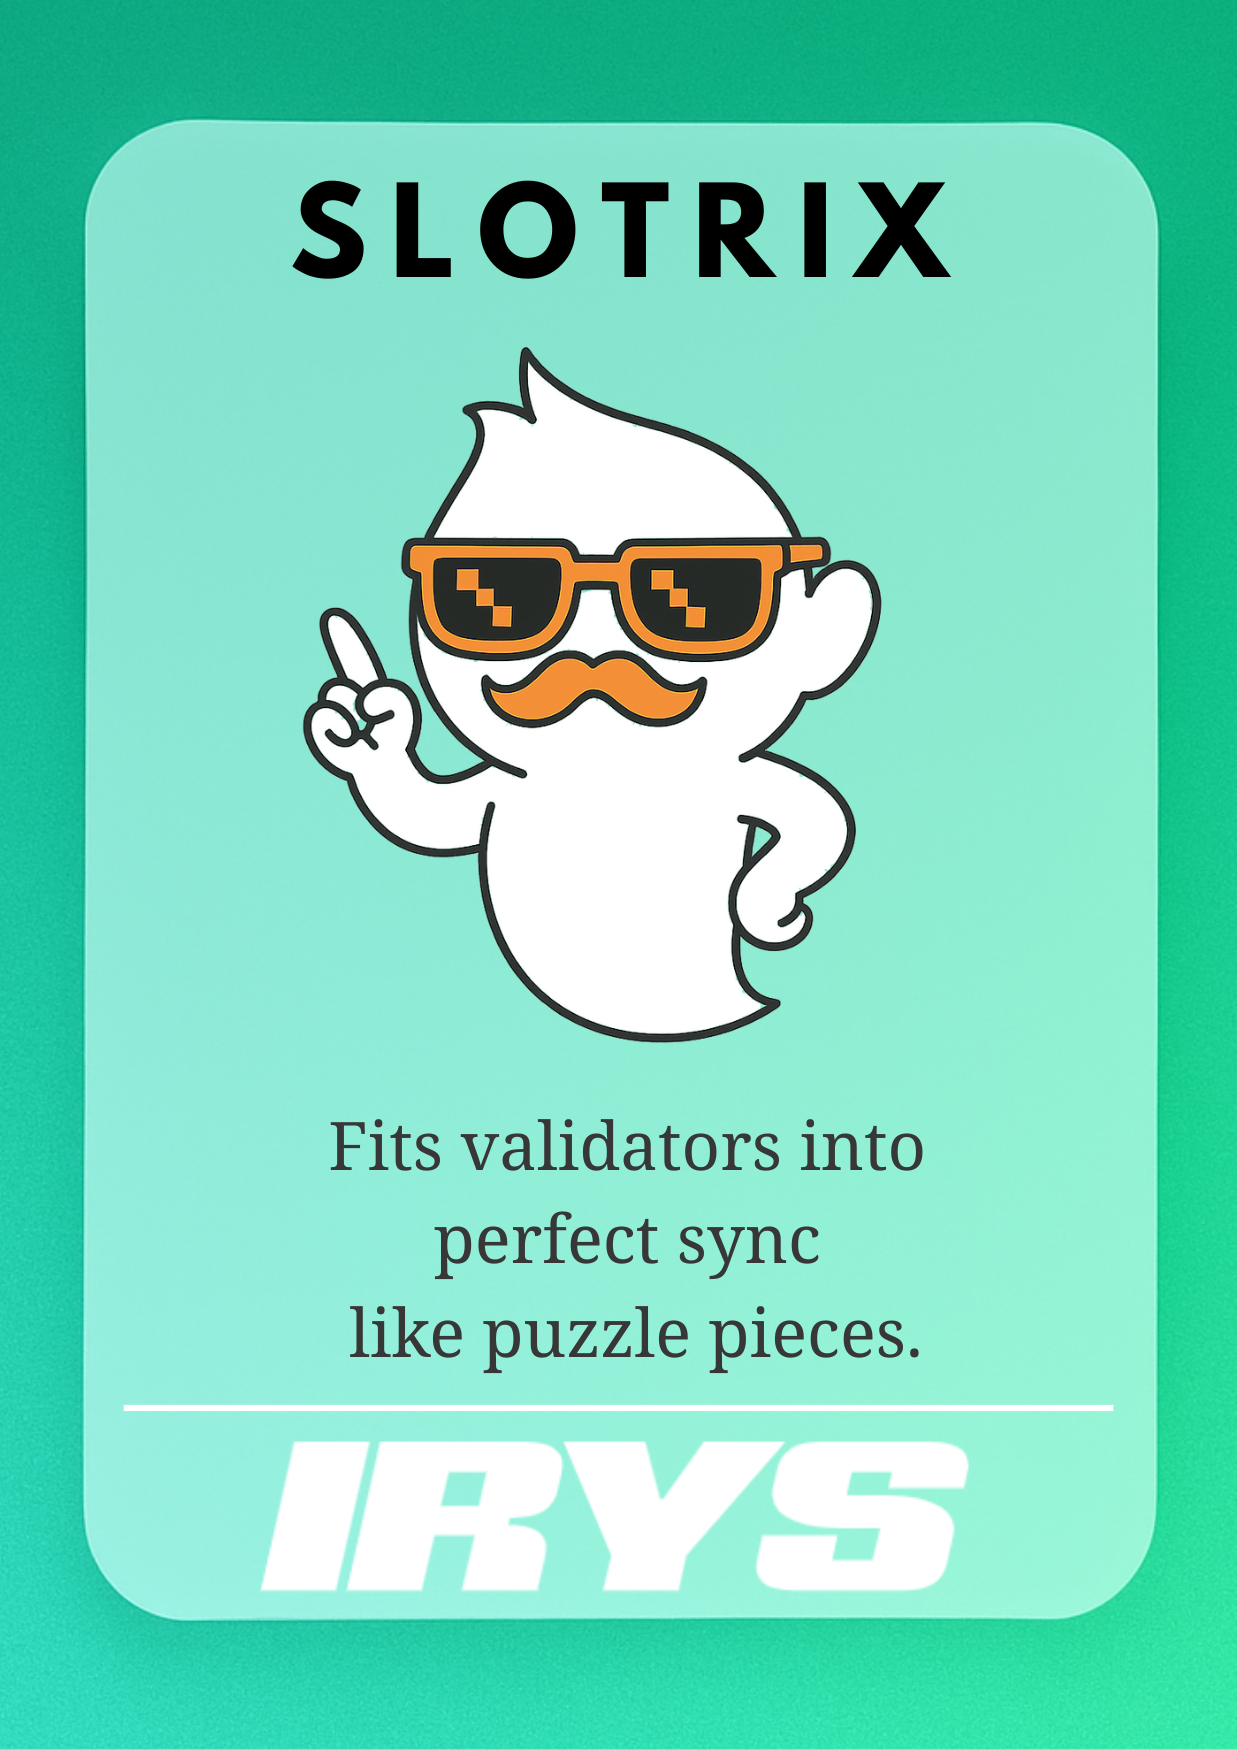 SLOTRIX
Fits validators into
perfect sync
like puzzle pieces.
IRYS